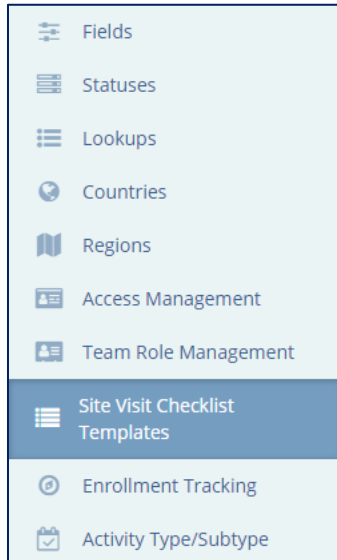 Fields
Statuses
Lookups
Countries
Regions
Access Management
Team Role Management
Site Visit Checklist
Templates
Enrollment Tracking
Activity Type/Subtype